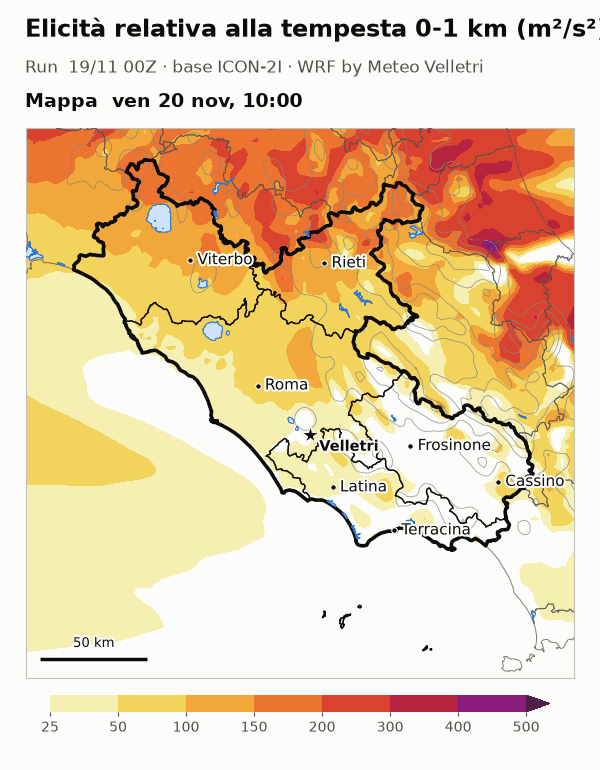 Elicità relativa alla tempesta 0-1 km (m²/s²)
Run  19/11 00Z · base ICON-2I · WRF by Meteo Velletri
Mappa  ven 20 nov, 10:00
Viterbo
Rieti
Roma
Velletri
Frosinone
Latina
Cassino
Terracina
50 km
25 50 100 150 200 300 400 500